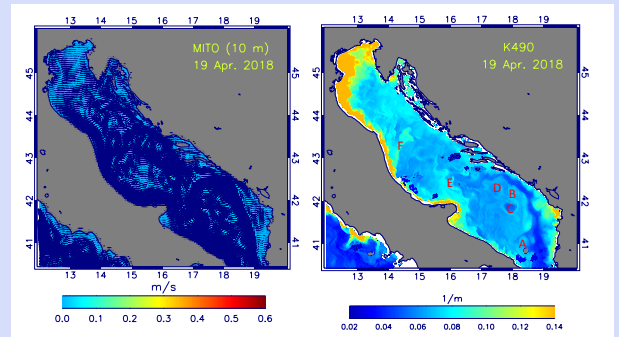 13 14 15 16 17 18 19
MITO (10 m)
19 Apr. 2018
45
44
43
42
41
45
44
43
42
41
13 14 15 16 17 18 19
m/s
0.0 0.1 0.2 0.3 0.4 0.5 0.6
13 14 15 16 17 18 19
K490
19 Apr. 2018
45
44
43
42
41
45
44
43
42
41
F
E
D
B
C
A
13 14 15 16 17 18 19
1/m
0.02 0.04 0.06 0.08 0.10 0.12 0.14